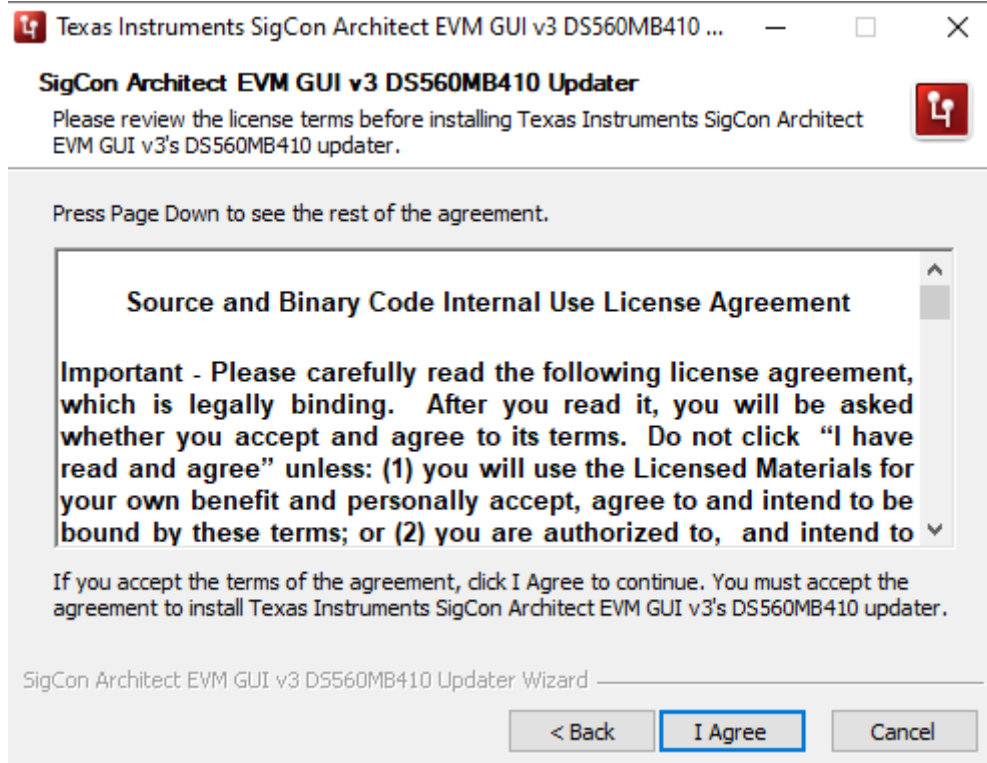 Texas Instruments SigCon Architect EVM GUI v3 DS560MB410 ...
SigCon Architect EVM GUI v3 DS560MB410 Updater
Please review the license terms before installing Texas Instruments SigCon Architect
EVM GUI v3's DS560MB410 updater.
Press Page Down to see the rest of the agreement.
Source and Binary Code Internal Use License Agreement
Important - Please carefully read the following license agreement,
which is legally binding.  After you read it, you will be asked
whether you accept and agree to its terms.  Do not click  “I have
read and agree” unless: (1) you will use the Licensed Materials for
your own benefit and personally accept, agree to and intend to be
bound by these terms; or (2) you are authorized to,  and intend to
If you accept the terms of the agreement, click I Agree to continue. You must accept the
agreement to install Texas Instruments SigCon Architect EVM GUI v3's DS560MB410 updater.
SigCon Architect EVM GUI v3 DS560MB410 Updater Wizard
< Back
I Agree
Cancel